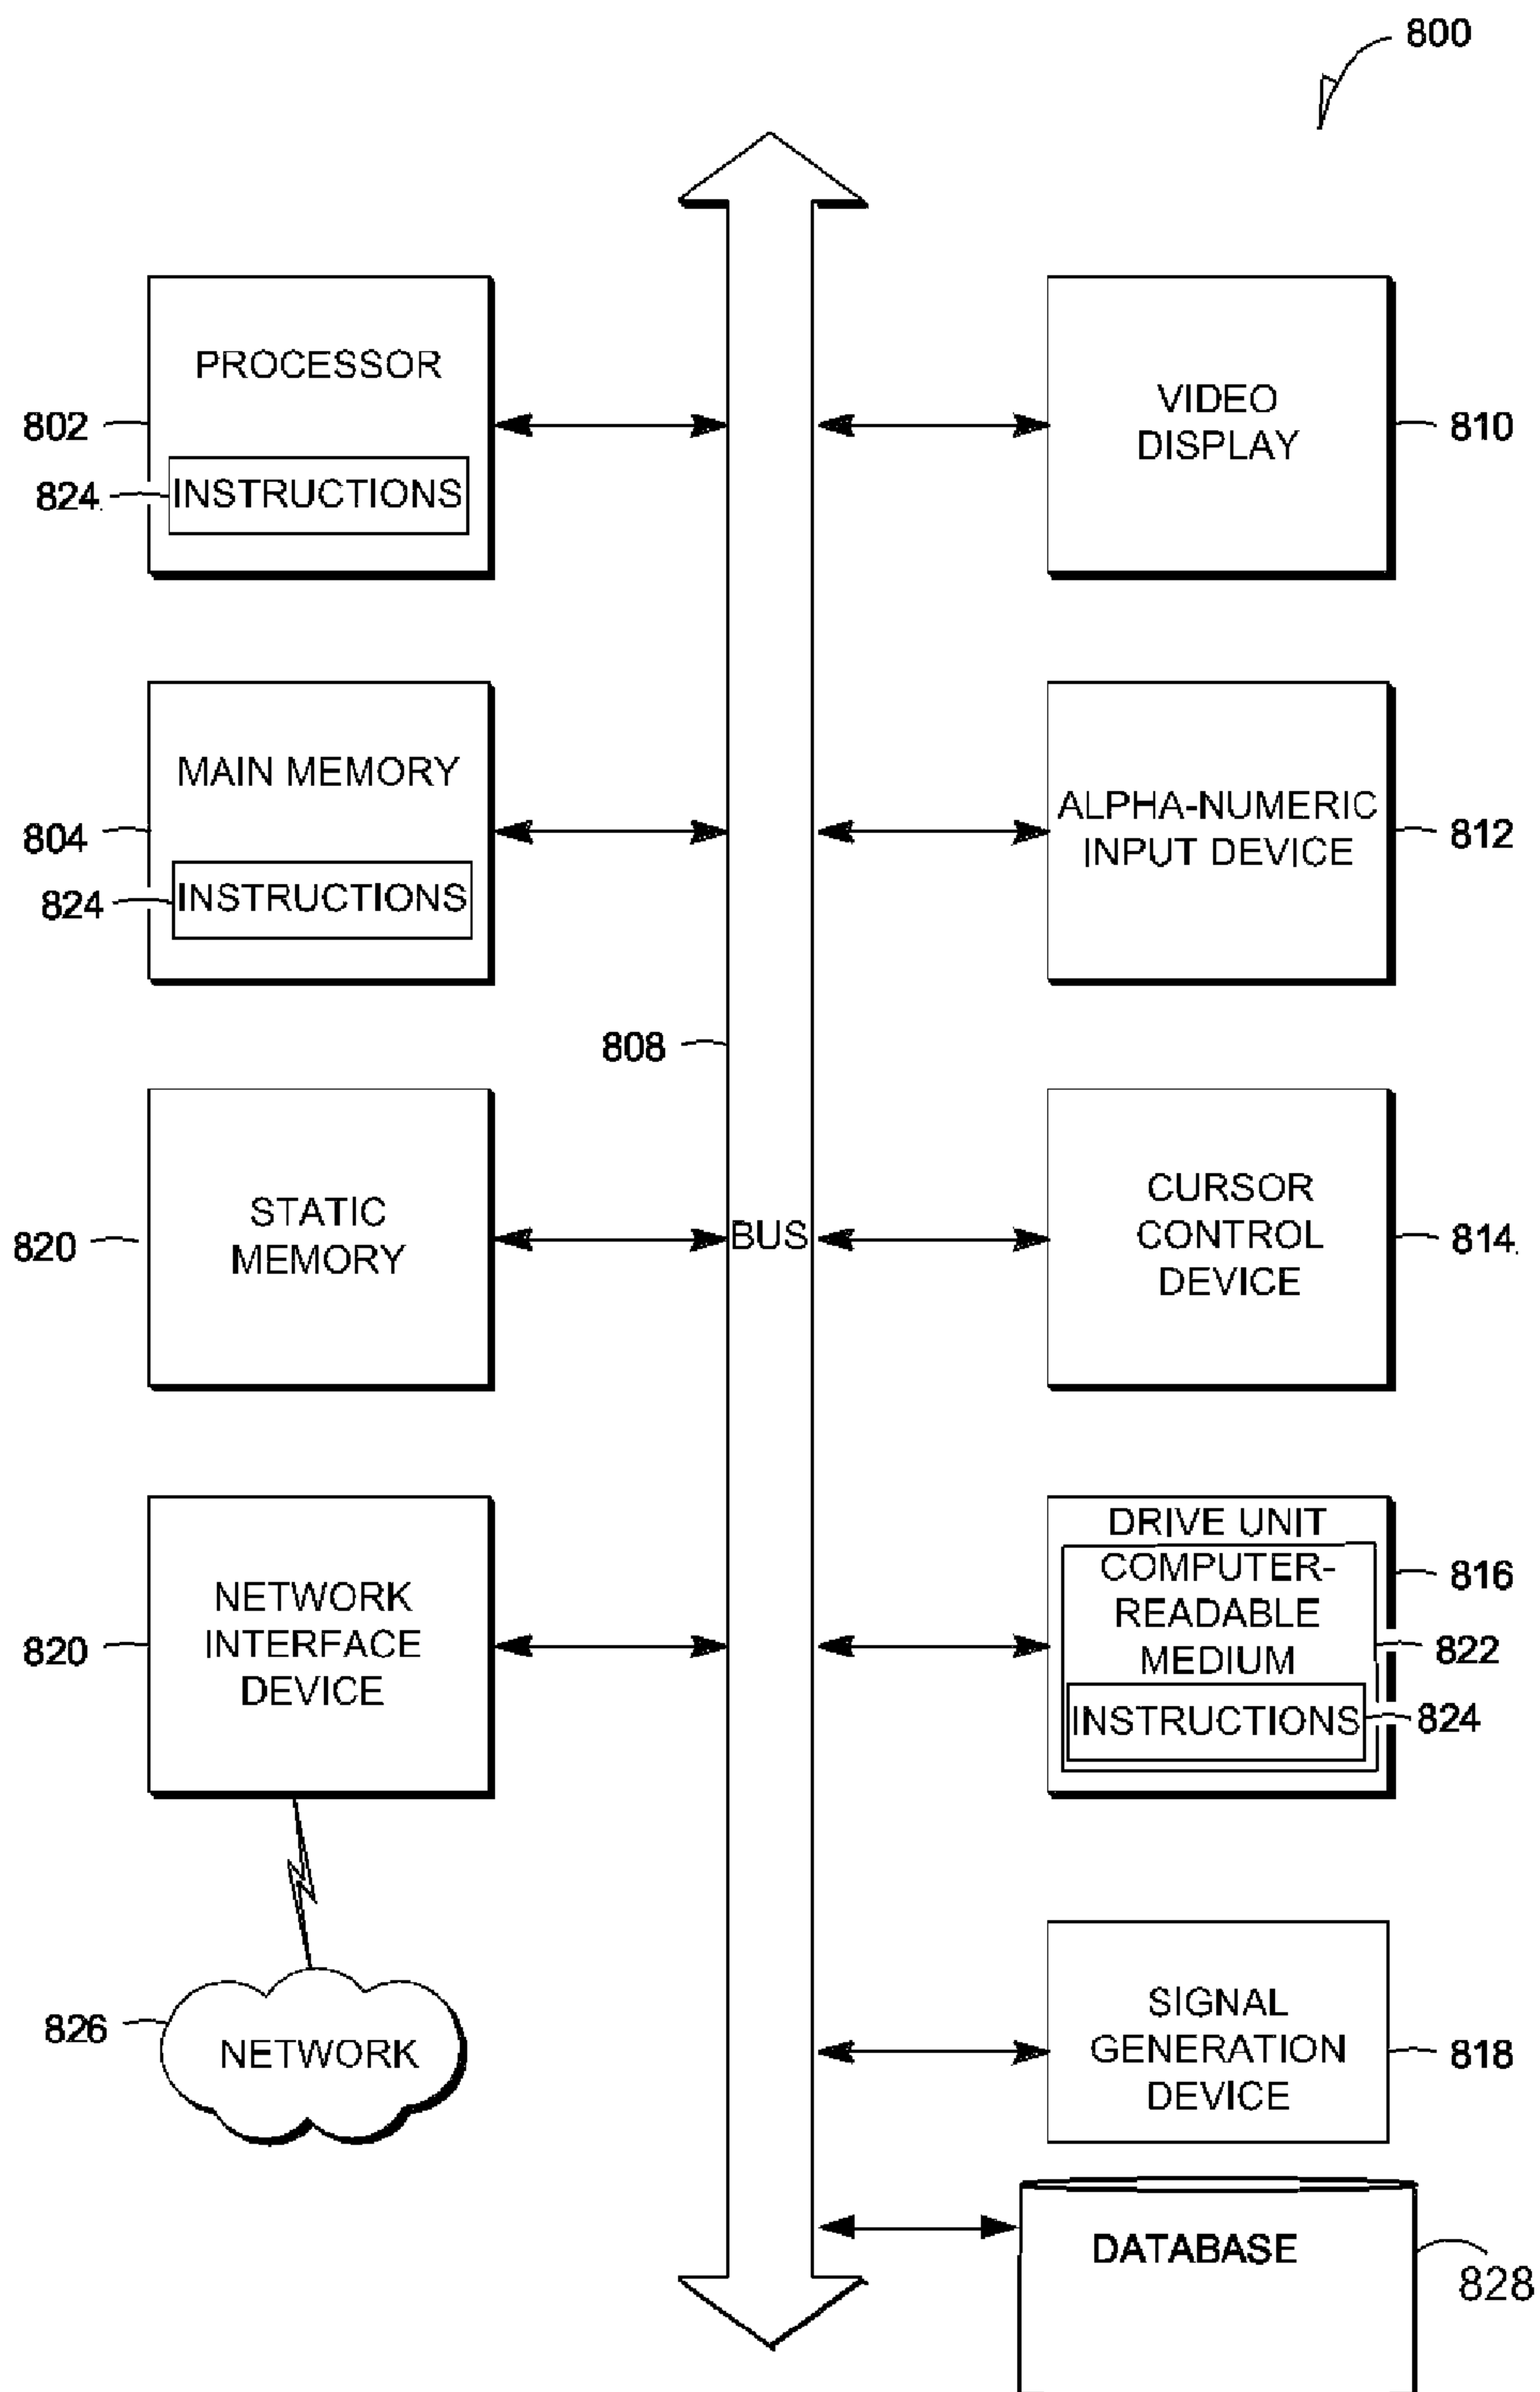 800
PROCESSOR
802
824
INSTRUCTIONS
VIDEO
DISPLAY
810
MAIN MEMORY
804
824
INSTRUCTIONS
ALPHA-NUMERIC
INPUT DEVICE
812
808
STATIC
MEMORY
820
BUS
CURSOR
CONTROL
DEVICE
814
NETWORK
INTERFACE
DEVICE
820
DRIVE UNIT
COMPUTER-
READABLE
MEDIUM
INSTRUCTIONS
816
822
824
826
NETWORK
SIGNAL
GENERATION
DEVICE
818
DATABASE
828